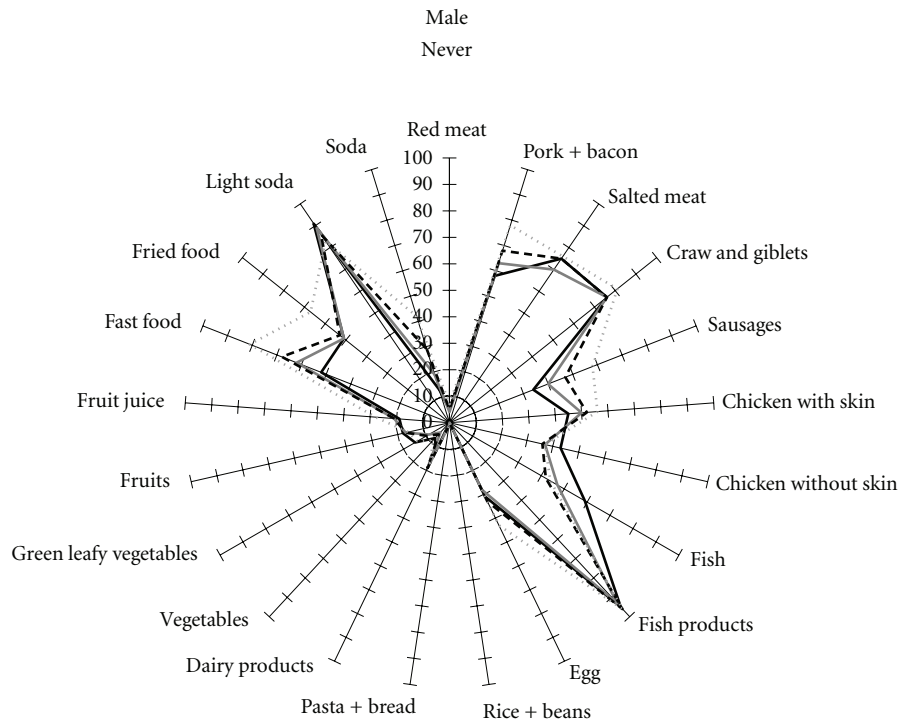 Male
Never
Red meat
Pork + bacon
Salted meat
Craw and giblets
Sausages
Chicken with skin
Chicken without skin
Fish
Fish products
Egg
Rice + beans
Pasta + bread
Dairy products
Vegetables
Green leafy vegetables
Fruits
Fruit juice
Fast food
Fried food
Light soda
Soda
100
90
80
70
60
50
40
30
20
10
0